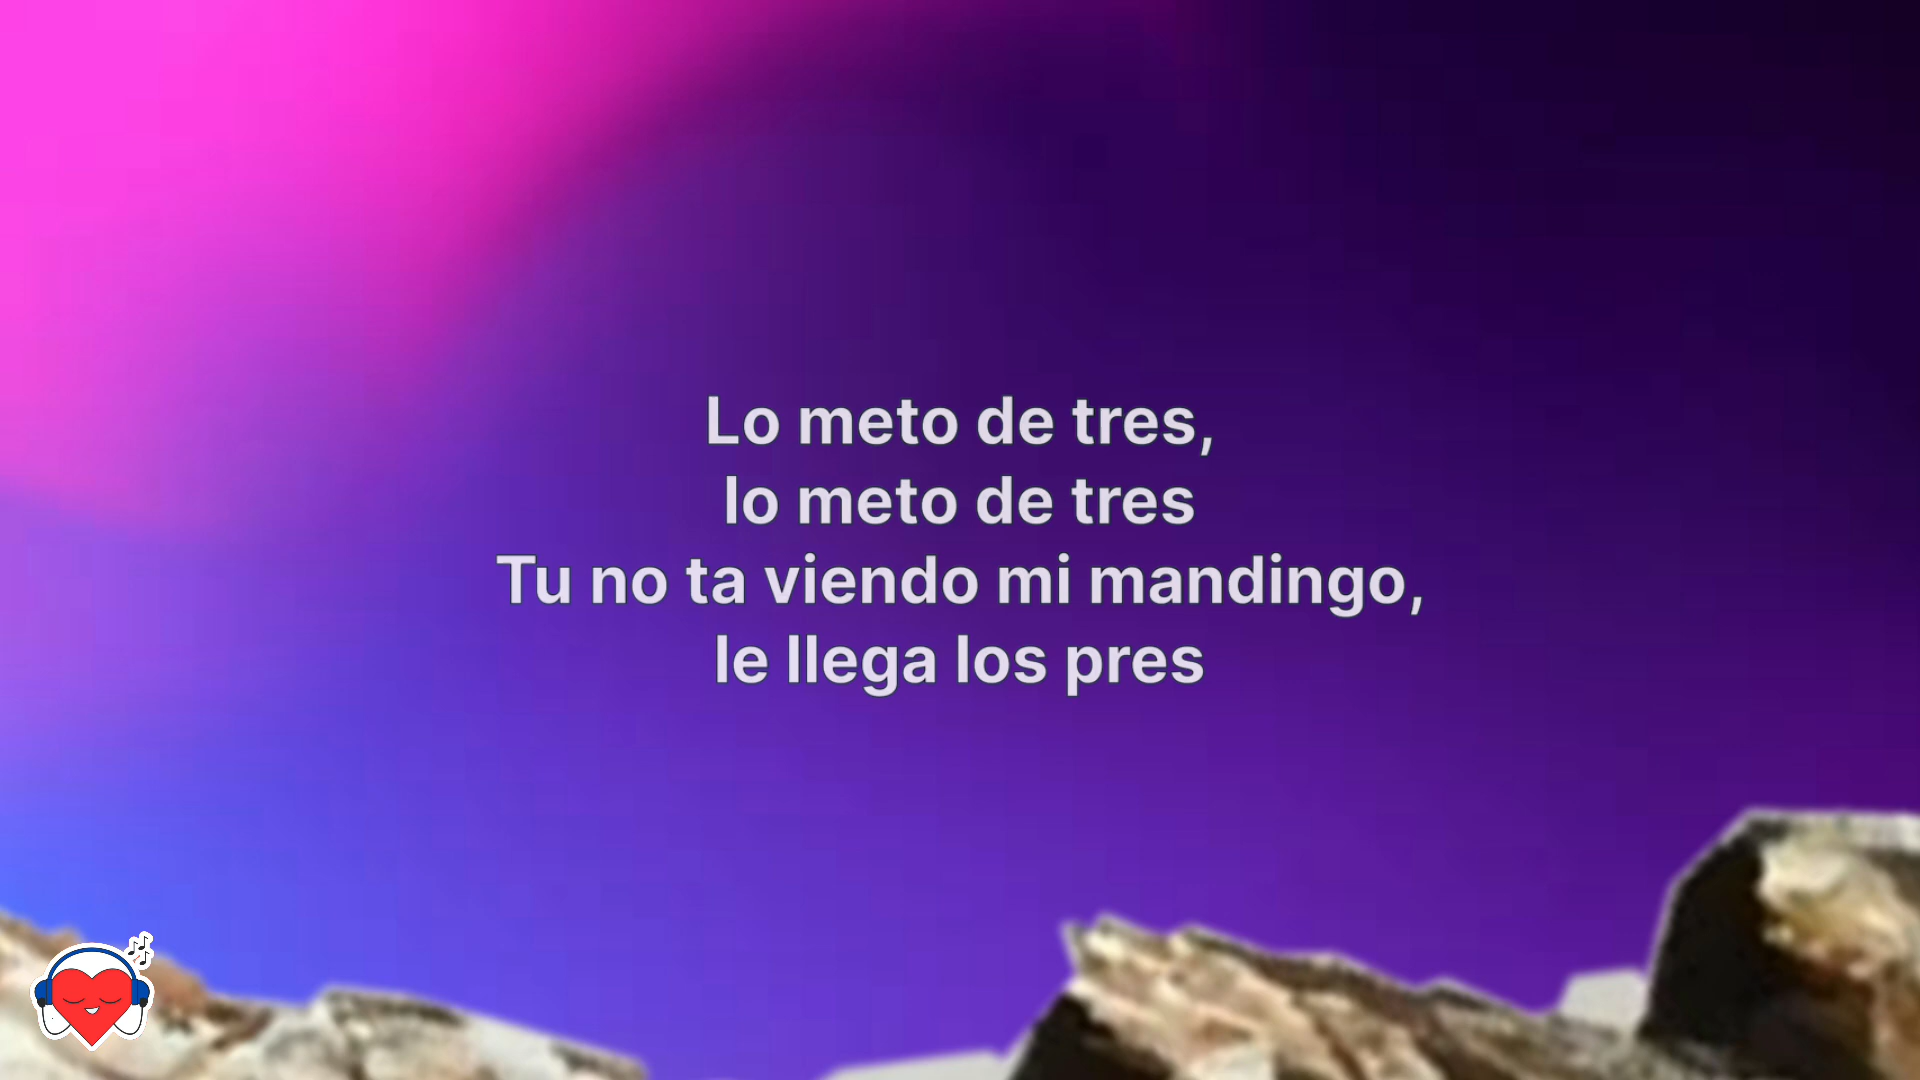 Lo meto de tres,
lo meto de tres
Tu no ta viendo mi mandingo,
le llega los pres